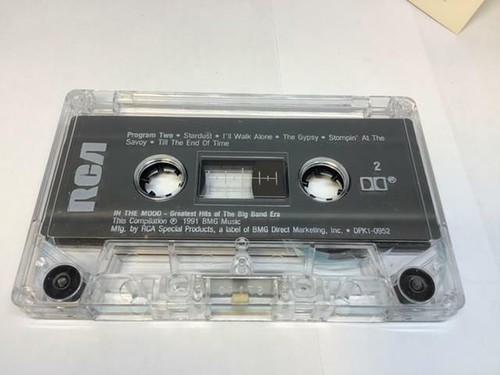 Program Two • Stardust • I'll Walk Alone • The Gypsy • Stompin' At The
Savoy • Till The End Of Time
RCA
2
IN THE MOOD - Greatest Hits of The Big Band Era
This Compilation ℗ 1991 BMG Music
Mfg. by RCA Special Products, a label of BMG Direct Marketing, Inc. • DPK1-0952